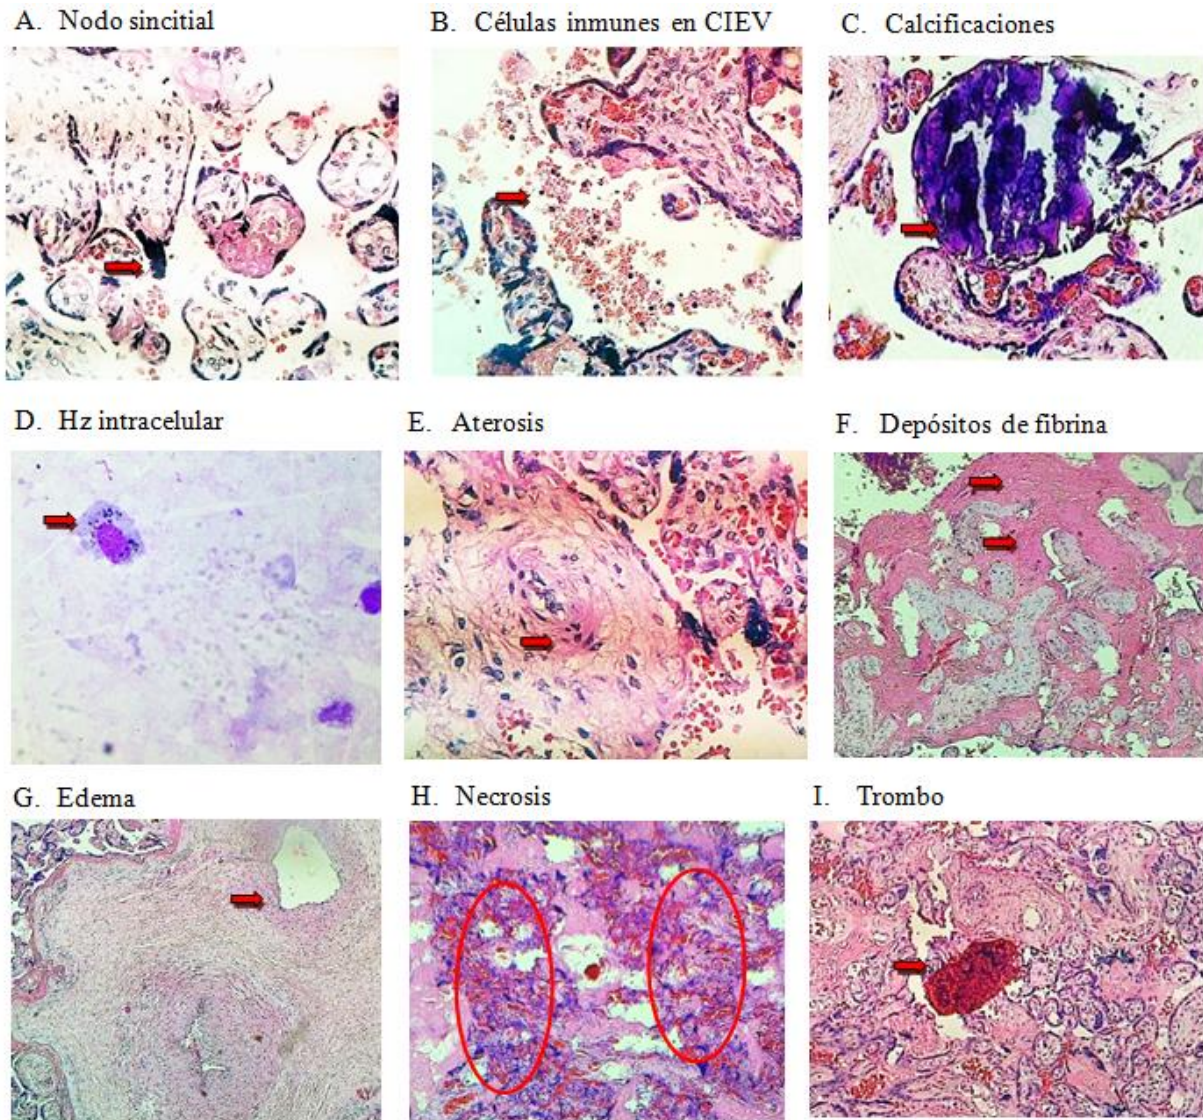 A. Nodo sincitial
B. Células inmunes en CIEV
C. Calcificaciones
D. Hz intracelular
E. Aterosis
F. Depósitos de fibrina
G. Edema
H. Necrosis
I. Trombo